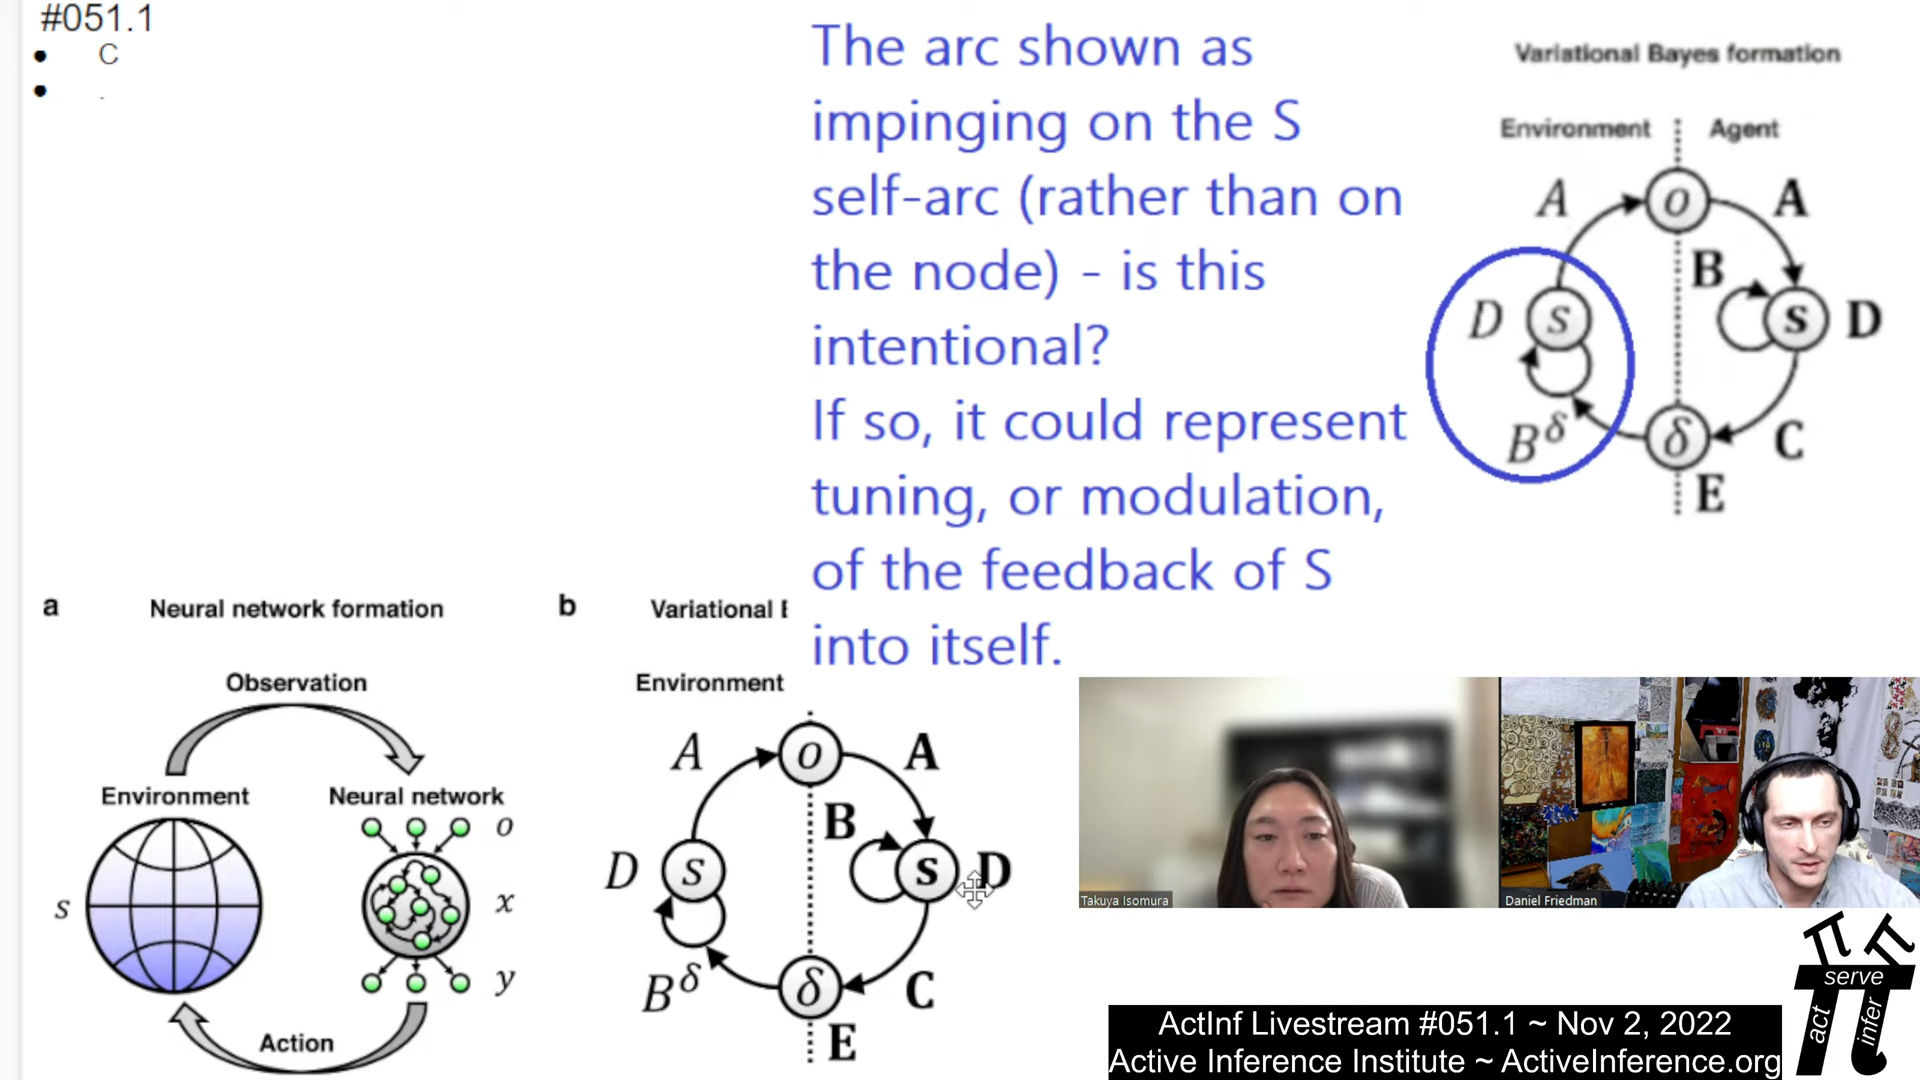 #051.1
C
The arc shown as
impinging on the S
self-arc (rather than on
the node) - is this
intentional?
If so, it could represent
tuning, or modulation,
of the feedback of S
into itself.
Variational Bayes formation
Environment Agent
A o A
B
D s s D
B^δ δ C
E
a Neural network formation
Observation
Environment Neural network
o
s x
y
Action
b Variational
Environment
A o A
B
D s s D
B^δ δ C
E
Takuya Isomura
Daniel Friedman
serve
act
infer
ActInf Livestream #051.1 ~ Nov 2, 2022
Active Inference Institute ~ ActiveInference.org